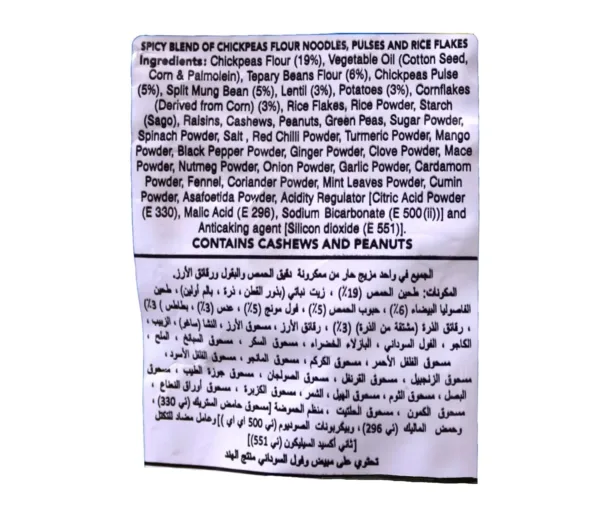 SPICY BLEND OF CHICKPEAS FLOUR NOODLES, PULSES AND RICE FLAKES
Ingredients: Chickpeas Flour (19%), Vegetable Oil (Cotton Seed,
Corn & Palmolein), Tepary Beans Flour (6%), Chickpeas Pulse
(5%), Split Mung Bean (5%), Lentil (3%), Potatoes (3%), Cornflakes
(Derived from Corn) (3%), Rice Flakes, Rice Powder, Starch
(Sago), Raisins, Cashews, Peanuts, Green Peas, Sugar Powder,
Spinach Powder, Salt , Red Chilli Powder, Turmeric Powder, Mango
Powder, Black Pepper Powder, Ginger Powder, Clove Powder, Mace
Powder, Nutmeg Powder, Onion Powder, Garlic Powder, Cardamom
Powder, Fennel, Coriander Powder, Mint Leaves Powder, Cumin
Powder, Asafoetida Powder, Acidity Regulator [Citric Acid Powder
(E 330), Malic Acid (E 296), Sodium Bicarbonate (E 500(ii))] and
Anticaking agent [Silicon dioxide (E 551)].
CONTAINS CASHEWS AND PEANUTS
الجميع في واحد مزيج حار من معكرونة دقيق الحمص والبقول ورقائق الأرز.
المكونات: طحين الحمص (19٪) ، زيت نباتي (بذور القطن ، ذرة ، بالم أولين)، طحين
الفاصوليا البيضاء (6٪) ، حبوب الحمص (5٪) ، فول مونج (5٪) ، عدس (3٪) ، بطاطس (3٪)
، رقائق الذرة (مشتقة من الذرة) (3٪) ، رقائق الأرز ، مسحوق الأرز ، النشا (ساغو) ، الزبيب ،
الكاجو ، الفول السوداني ، البازلاء الخضراء ، مسحوق السكر ، مسحوق السبانخ ، الملح ،
مسحوق الفلفل الأحمر ، مسحوق الكركم ، مسحوق المانجو ، مسحوق الفلفل الأسود ،
مسحوق الزنجبيل ، مسحوق القرنفل ، مسحوق الصولجان ، مسحوق جوزة الطيب ، مسحوق
البصل ، مسحوق الثوم ، مسحوق الهيل ، الشمر ، مسحوق الكزبرة ، مسحوق أوراق النعناع ،
مسحوق الكمون ، مسحوق الحلتيت ، منظم الحموضة [مسحوق حامض الستريك (ئي 330) ،
وحمض الماليك (ئي 296) ، وبيكربونات الصوديوم (ئي 500 اي اي )] وعامل مضاد للتكتل
[ثاني أكسيد السيليكون (ئي 551)]
تحتوي على مبيض وفول السوداني منتج الهند